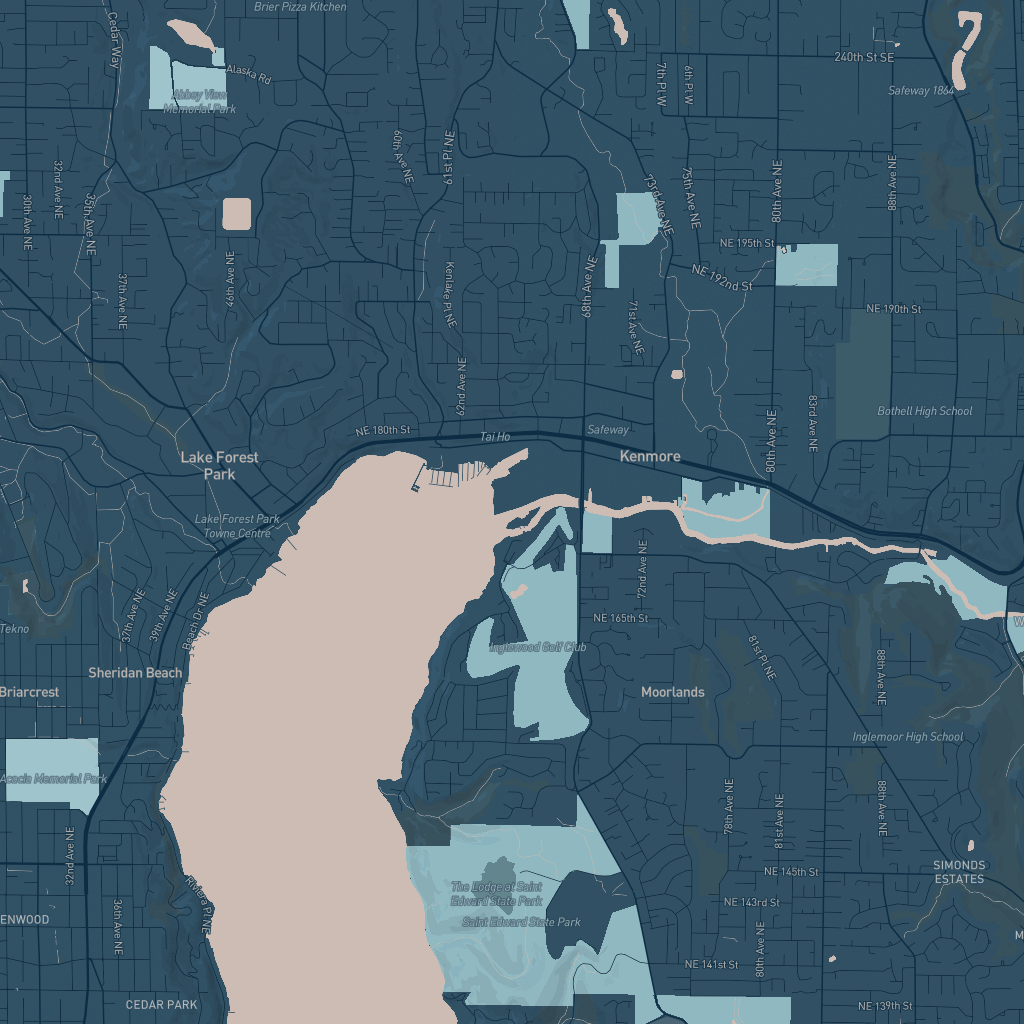 Brier Pizza Kitchen
Cedar Way
240th St SE
Alaska Rd
7th Pl W
6th Pl W
Safeway 1864
Abbey View
Memorial Park
60th Ave NE
61st Pl NE
32nd Ave NE
30th Ave NE
35th Ave NE
73rd Ave NE
75th Ave NE
80th Ave NE
88th Ave NE
NE 195th St
46th Ave NE
37th Ave NE
Kenlake Pl NE
68th Ave NE
NE 192nd St
71st Ave NE
NE 190th St
62nd Ave NE
83rd Ave NE
Bothell High School
NE 180th St
Tai Ho
Safeway
80th Ave NE
Lake Forest
Park
Kenmore
Lake Forest Park
Towne Centre
72nd Ave NE
37th Ave NE
39th Ave NE
Beach Dr NE
NE 165th St
Tekno
W
Inglewood Golf Club
81st Pl NE
88th Ave NE
Sheridan Beach
Briarcrest
Moorlands
Inglemoor High School
Acacia Memorial Park
78th Ave NE
81st Ave NE
88th Ave NE
32nd Ave NE
NE 145th St
SIMONDS
ESTATES
The Lodge at Saint
Edward State Park
Riviera Pl NE
36th Ave NE
ENWOOD
NE 143rd St
Saint Edward State Park
80th Ave NE
M
NE 141st St
CEDAR PARK
NE 139th St